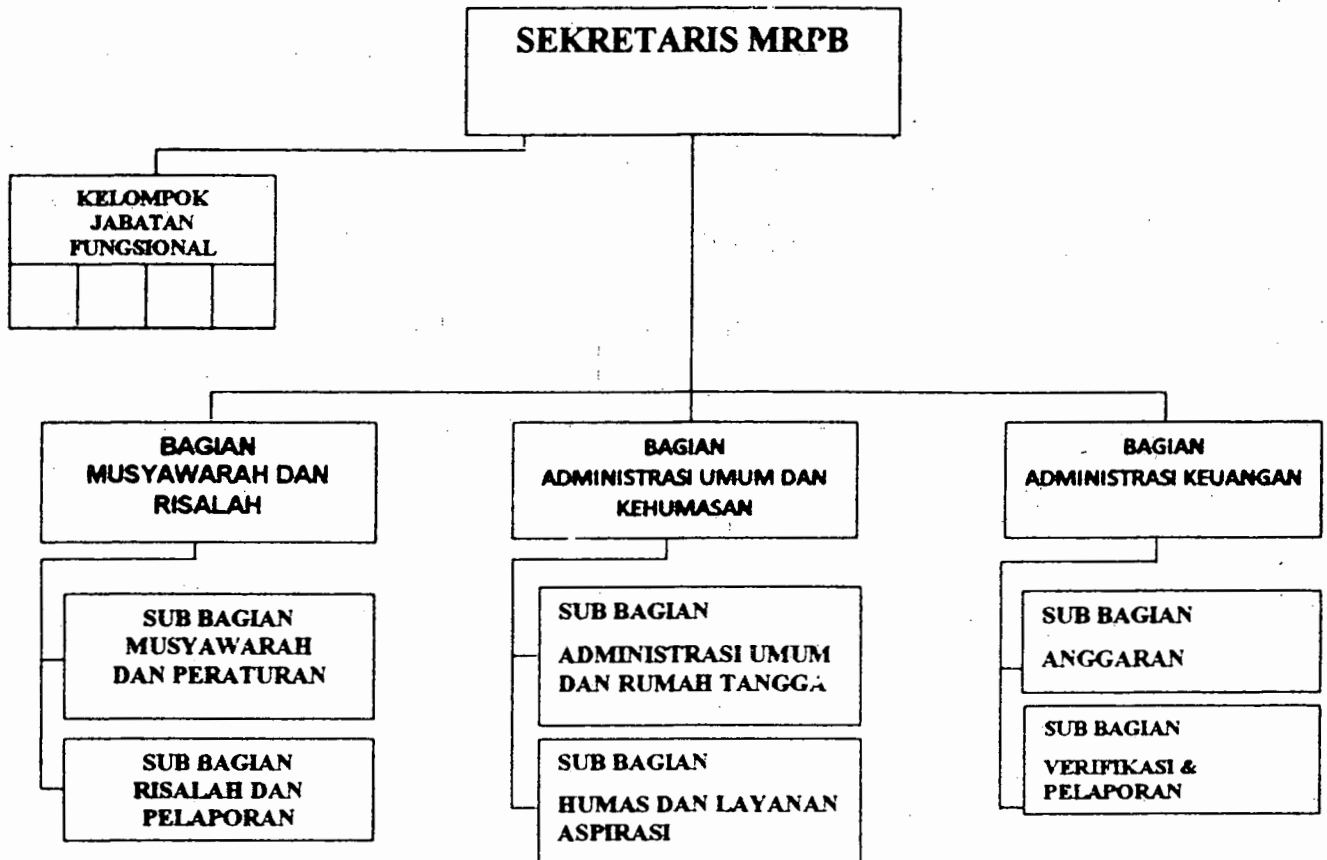 SEKRETARIS MRPB
KELOMPOK
JABATAN
FUNGSIONAL
BAGIAN
MUSYAWARAH DAN
RISALAH
BAGIAN
ADMINISTRASI UMUM DAN
KEHUMASAN
BAGIAN
ADMINISTRASI KEUANGAN
SUB BAGIAN
MUSYAWARAH
DAN PERATURAN
SUB BAGIAN
RISALAH DAN
PELAPORAN
SUB BAGIAN
ADMINISTRASI UMUM
DAN RUMAH TANGGA
SUB BAGIAN
HUMAS DAN LAYANAN
ASPIRASI
SUB BAGIAN
ANGGARAN
SUB BAGIAN
VERIFIKASI &
PELAPORAN